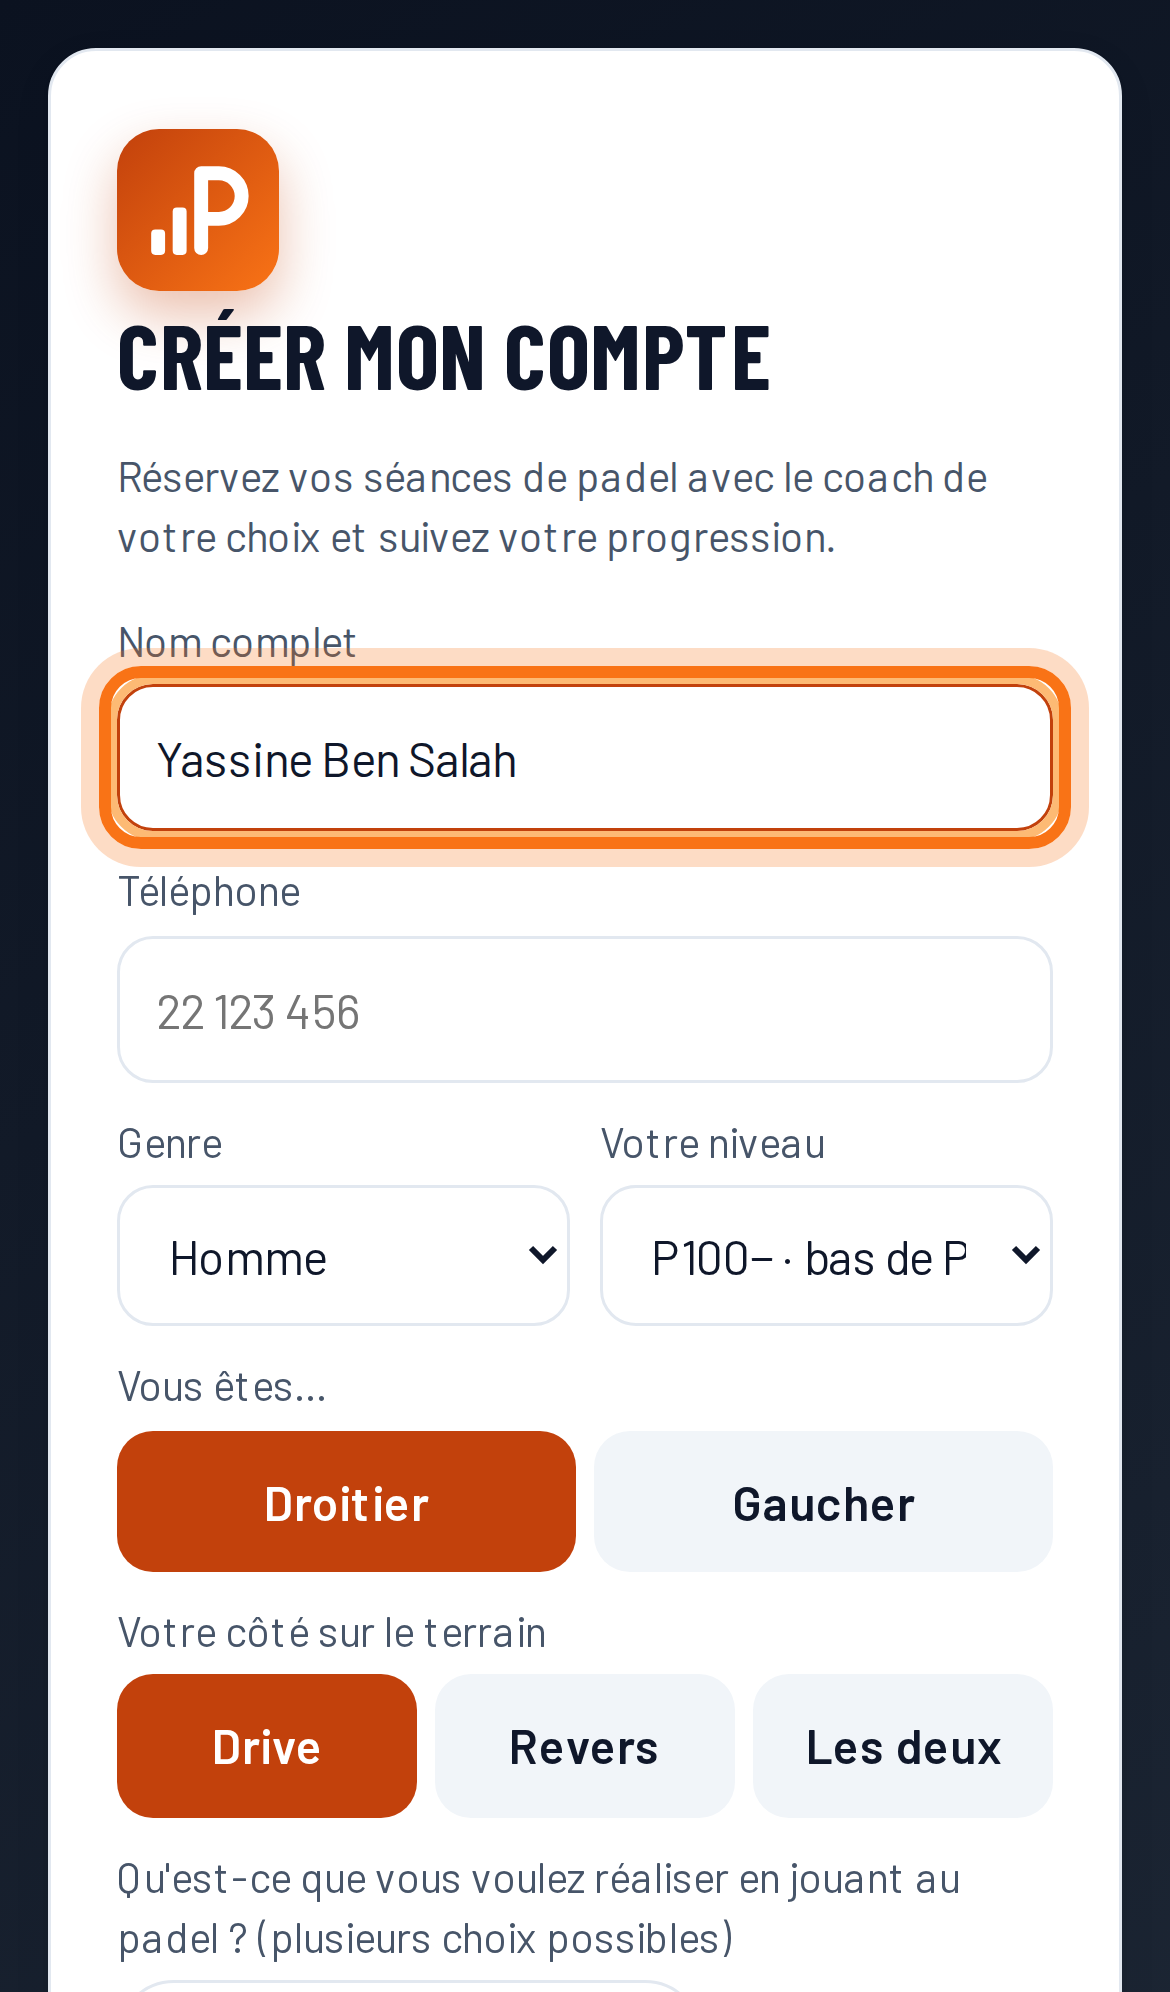 P
CRÉER MON COMPTE
Réservez vos séances de padel avec le coach de
votre choix et suivez votre progression.
Nom complet
Yassine Ben Salah
Téléphone
22 123 456
Genre
Votre niveau
Homme
P100– · bas de P
Vous êtes...
Droitier
Gaucher
Votre côté sur le terrain
Drive
Revers
Les deux
Qu'est-ce que vous voulez réaliser en jouant au
padel ? (plusieurs choix possibles)